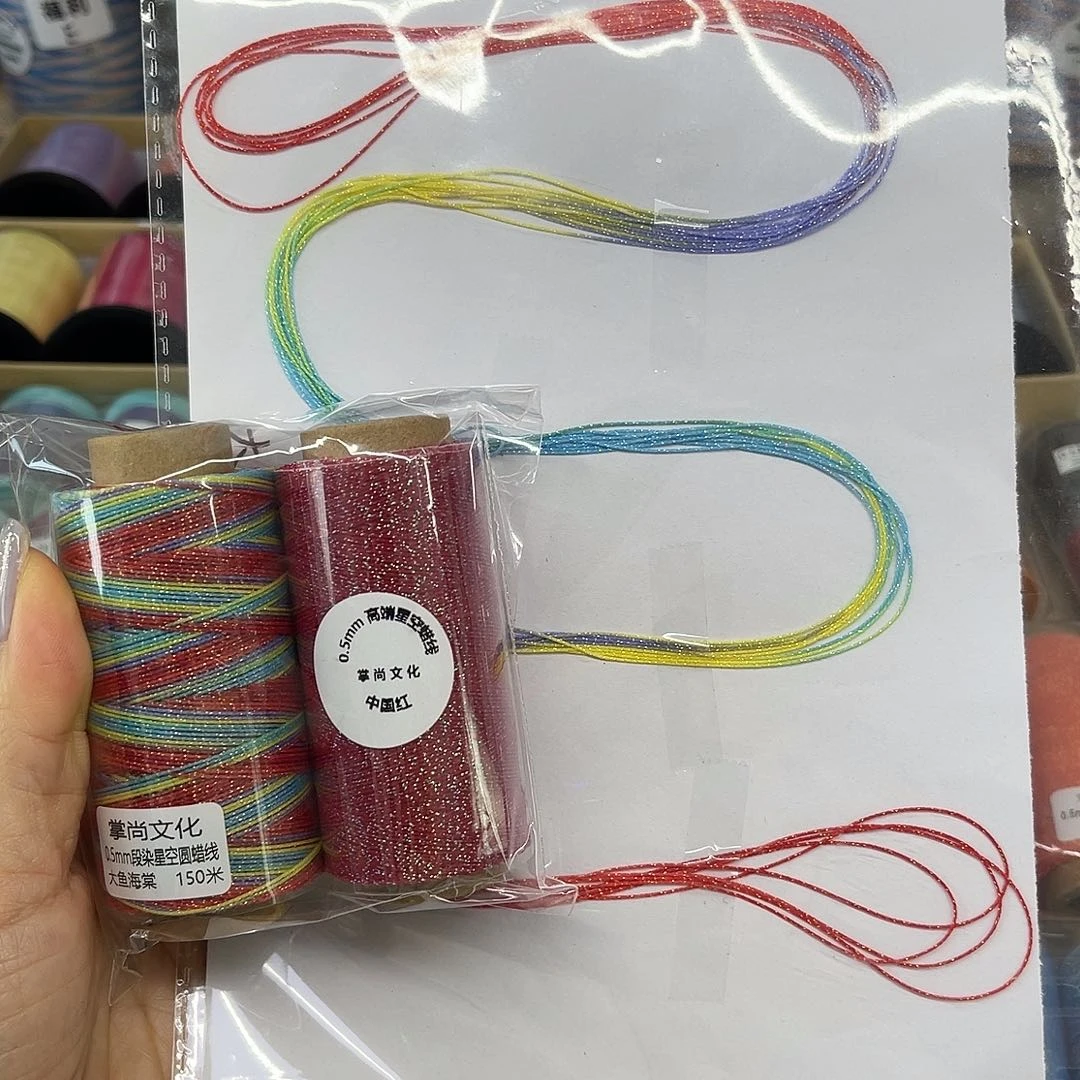 大
0.5mm 高端星空蜡线
掌尚文化
中国红
掌尚文化
0.5mm段染星空圆蜡线
大鱼海棠 150米